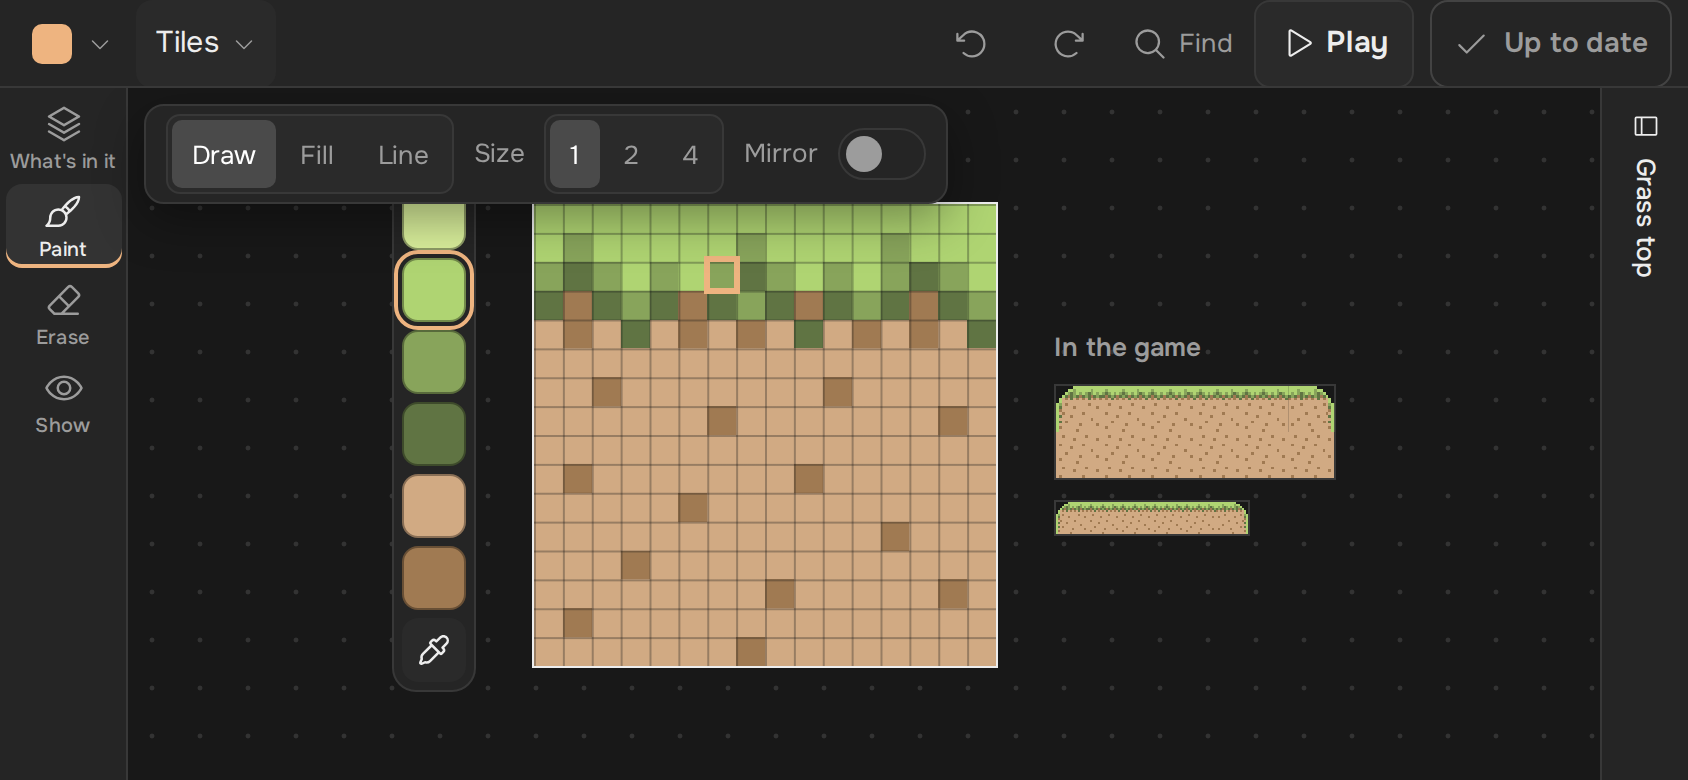 Tiles
Find
Play
Up to date
What's in it
Paint
Erase
Show
Draw Fill Line Size 1 2 4 Mirror
In the game
Grass top